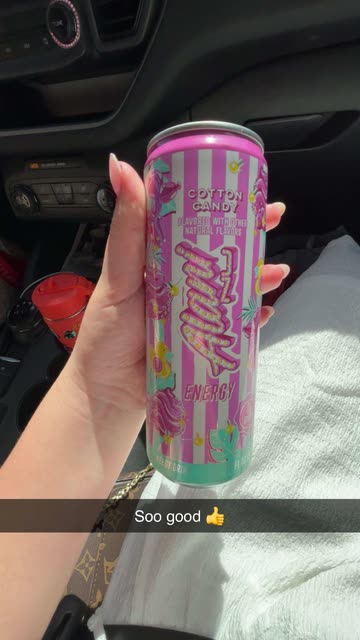 COTTON
CANDY
FLAVORED WITH OTHER
NATURAL FLAVORS
Alani
ENERGY
Soo good 👍